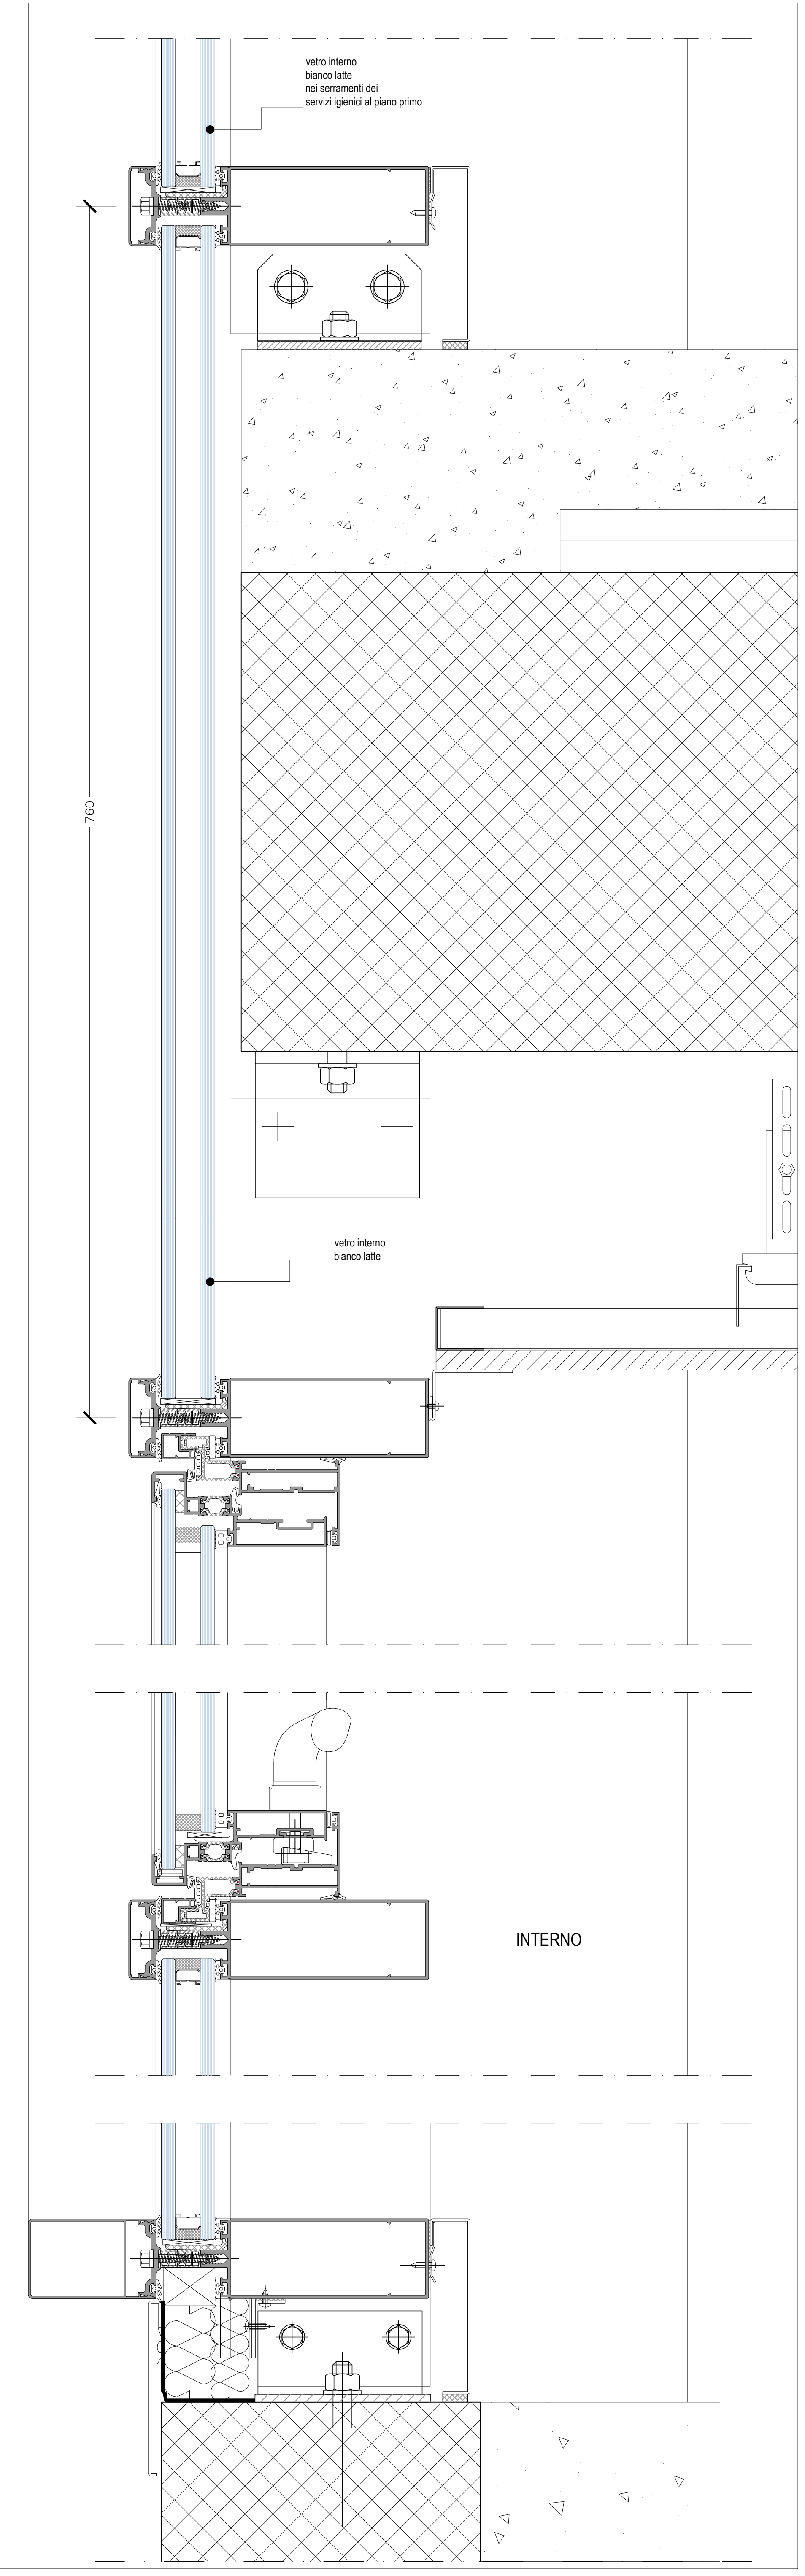 vetro interno
bianco latte
nei serramenti dei
servizi igienici al piano primo
760
vetro interno
bianco latte
INTERNO